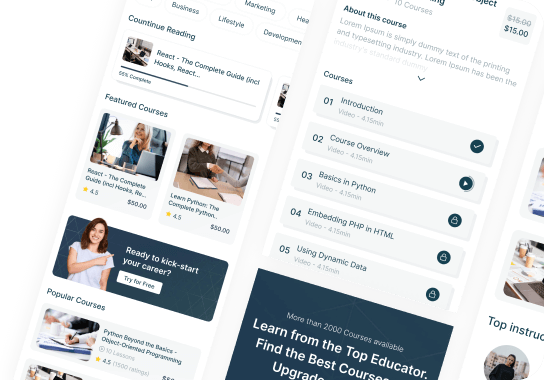 Business
Marketing
Lifestyle
Countinue Reading
React - The Complete Guide (incl
Hooks, React...
55% Complete
Featured Courses
React - The Complete
Guide (incl Hooks, Re...
4.5
$50.00
Learn Python: The
Complete Python..
4.5
$50.00
Ready to kick-start
your career?
Try for Free
Popular Courses
Python Beyond the Basics -
Object-Oriented Programming
10 Lessons
4.5 (1500 ratings)
10 Courses
$15.00
$15.00
About this course
Lorem Ipsum is simply dummy text of the printing
and typesetting industry. Lorem Ipsum has been the
industry's standard dummy
Courses
01 Introduction
Video - 4.15min
02 Course Overview
Video - 4.15min
03 Basics in Python
Video - 4.15min
04 Embedding PHP in HTML
Video - 4.15min
05 Using Dynamic Data
Video - 4.15min
More than 2000 Courses available
Learn from the Top Educator.
Find the Best Courses
Upgrade
Top instruc